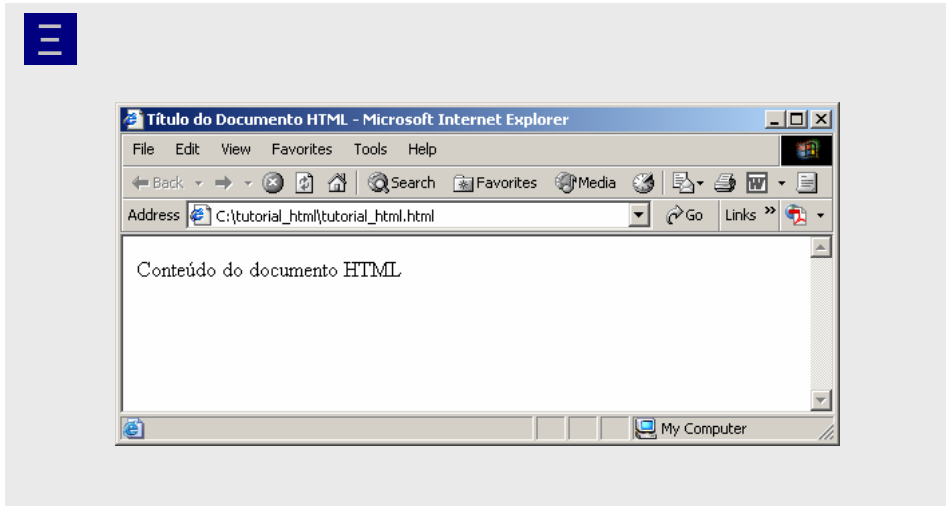 Ξ
Título do Documento HTML - Microsoft Internet Explorer
File Edit View Favorites Tools Help
Back Search Favorites Media
Address C:\tutorial_html\tutorial_html.html Go Links »
Conteúdo do documento HTML
My Computer